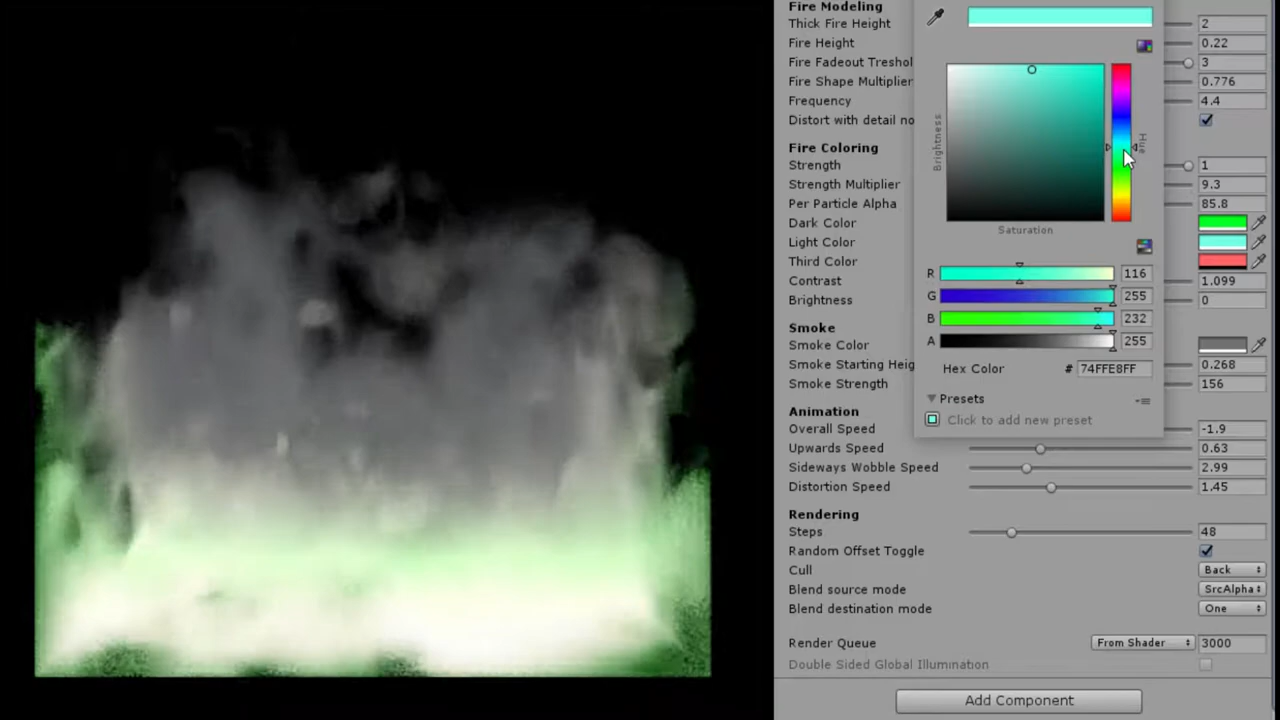 Fire Modeling
Thick Fire Height 2
Fire Height 0.22
Fire Fadeout Treshol 3
Fire Shape Multiplier 0.776
Frequency 4.4
Distort with detail no
Fire Coloring
Strength 1
Strength Multiplier 9.3
Per Particle Alpha 85.8
Dark Color
Light Color
Third Color
Contrast 1.099
Brightness 0
Smoke
Smoke Color
Smoke Starting Heig 0.268
Smoke Strength 156
Animation
Overall Speed -1.9
Upwards Speed 0.63
Sideways Wobble Speed 2.99
Distortion Speed 1.45
Rendering
Steps 48
Random Offset Toggle
Cull Back
Blend source mode SrcAlpha
Blend destination mode One
Render Queue From Shader 3000
Double Sided Global Illumination
Add Component
Brightness
Hue
Saturation
R 116
G 255
B 232
A 255
Hex Color # 74FFE8FF
Presets
Click to add new preset